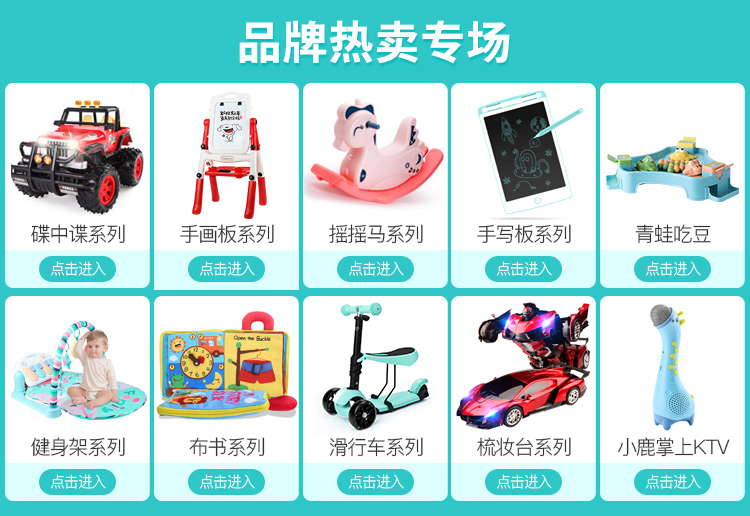 品牌热卖专场
碟中谍系列
手画板系列
摇摇马系列
手写板系列
青蛙吃豆
点击进入
点击进入
点击进入
点击进入
点击进入
Open the Buckle
健身架系列
布书系列
滑行车系列
梳妆台系列
小鹿掌上KTV
点击进入
点击进入
点击进入
点击进入
点击进入